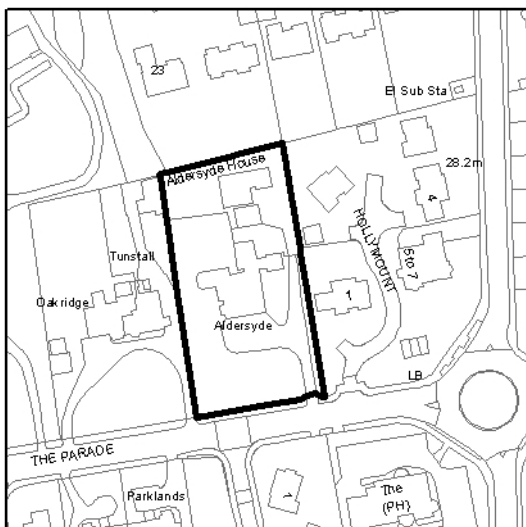 23
El Sub Sta
Aldersyde House
28.2m
4
HOLLYMOUNT
5 to 7
Tunstall
Oakridge
1
Aldersyde
LB
THE PARADE
Parklands
1
The
(PH)